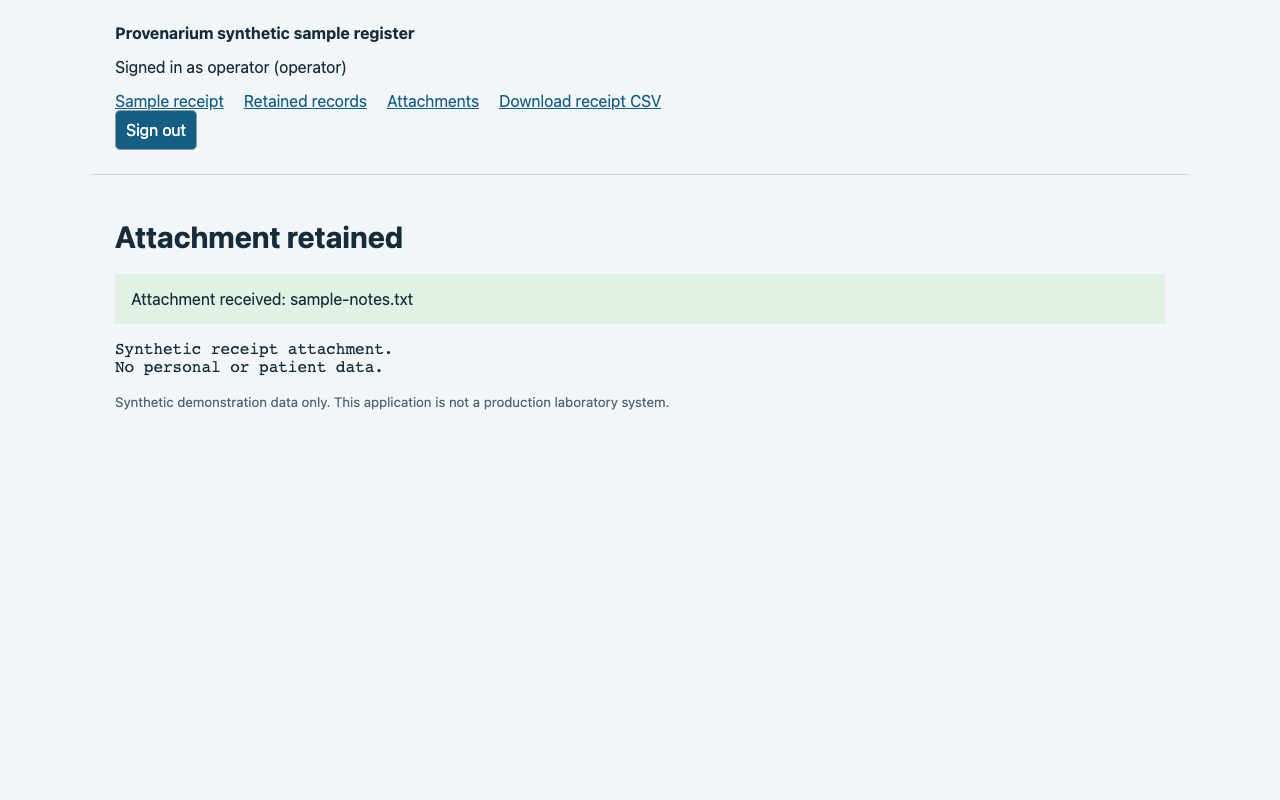 Provenarium synthetic sample register
Signed in as operator (operator)
Sample receipt Retained records Attachments Download receipt CSV
Sign out
Attachment retained
Attachment received: sample-notes.txt
Synthetic receipt attachment.
No personal or patient data.
Synthetic demonstration data only. This application is not a production laboratory system.